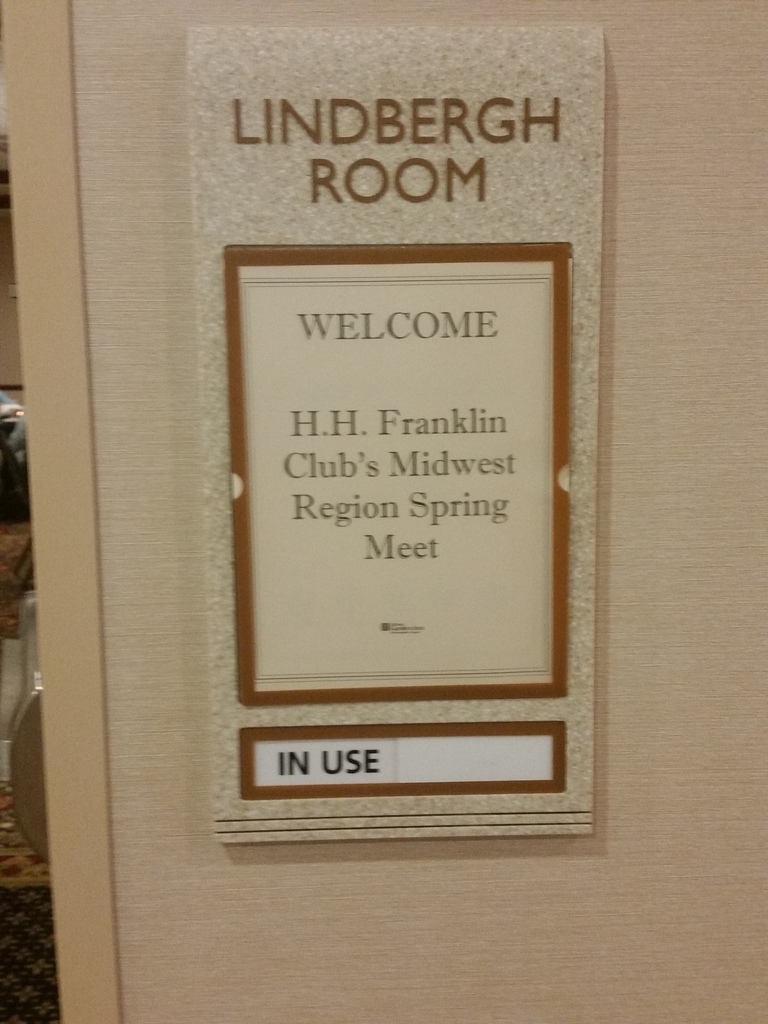 LINDBERGH
ROOM
WELCOME
H.H. Franklin
Club's Midwest
Region Spring
Meet
IN USE